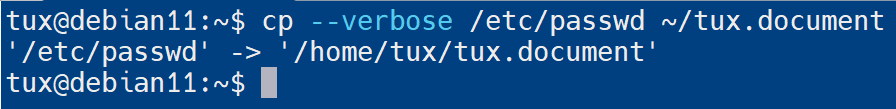 tux@debian11:~$ cp --verbose /etc/passwd ~/tux.document
'/etc/passwd' -> '/home/tux/tux.document'
tux@debian11:~$